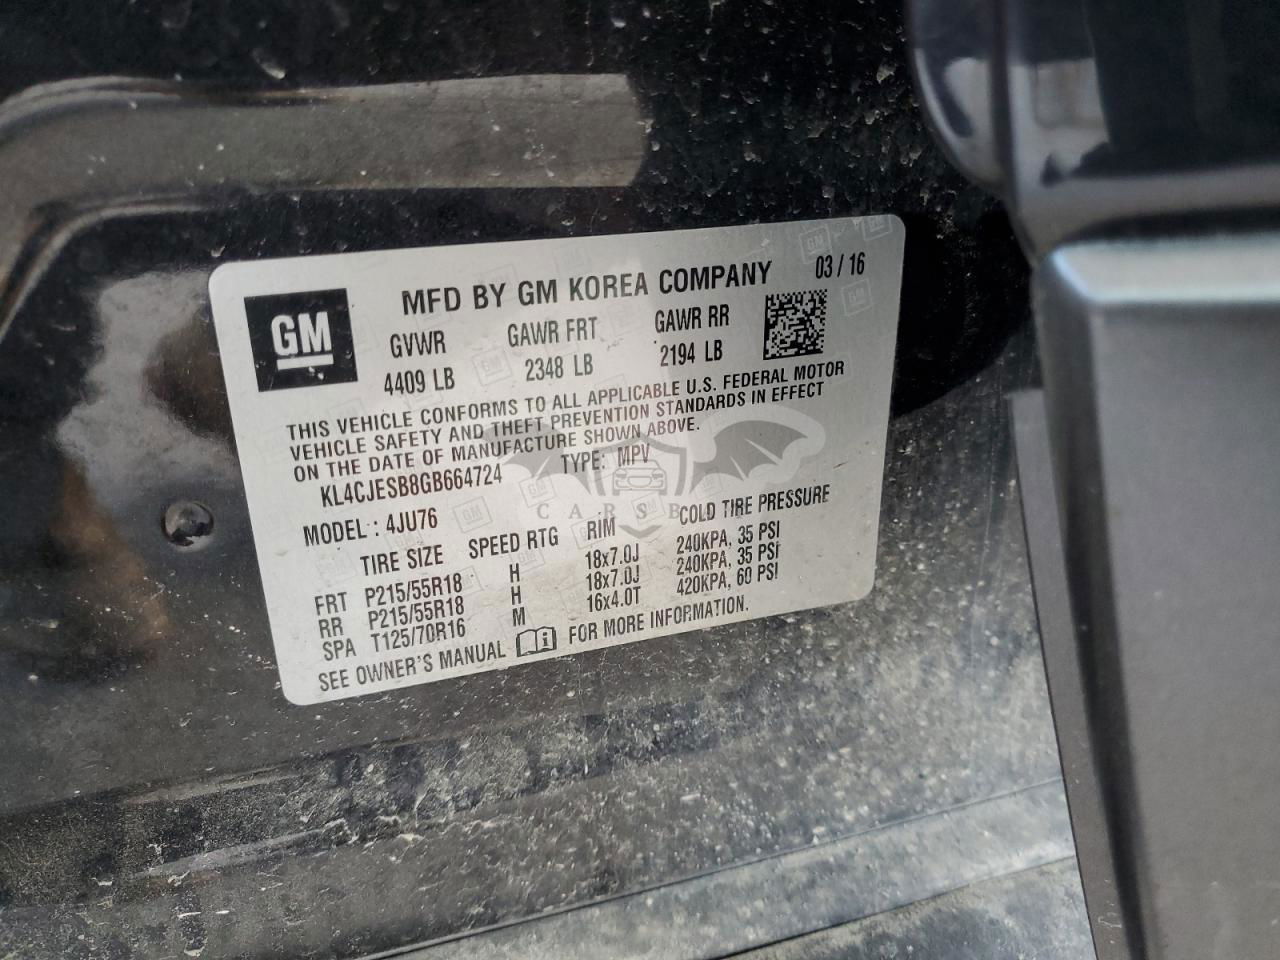 GM
MFD BY GM KOREA COMPANY 03 / 16
GVWR GAWR FRT GAWR RR
4409 LB 2348 LB 2194 LB
THIS VEHICLE CONFORMS TO ALL APPLICABLE U.S. FEDERAL MOTOR
VEHICLE SAFETY AND THEFT PREVENTION STANDARDS IN EFFECT
ON THE DATE OF MANUFACTURE SHOWN ABOVE.
KL4CJESB8GB664724 TYPE: MPV
MODEL : 4JU76
TIRE SIZE SPEED RTG RIM COLD TIRE PRESSURE
FRT P215/55R18 H 18x7.0J 240KPA, 35 PSI
RR P215/55R18 H 18x7.0J 240KPA, 35 PSI
SPA T125/70R16 M 16x4.0T 420KPA, 60 PSI
SEE OWNER'S MANUAL FOR MORE INFORMATION.